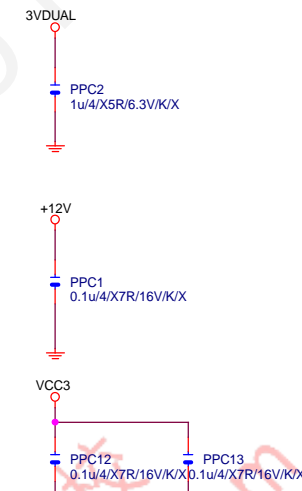 3VDUAL
PPC2
1u/4/X5R/6.3V/K/X
+12V
PPC1
0.1u/4/X7R/16V/K/X
VCC3
PPC12
0.1u/4/X7R/16V/K/X
PPC13
0.1u/4/X7R/16V/K/X